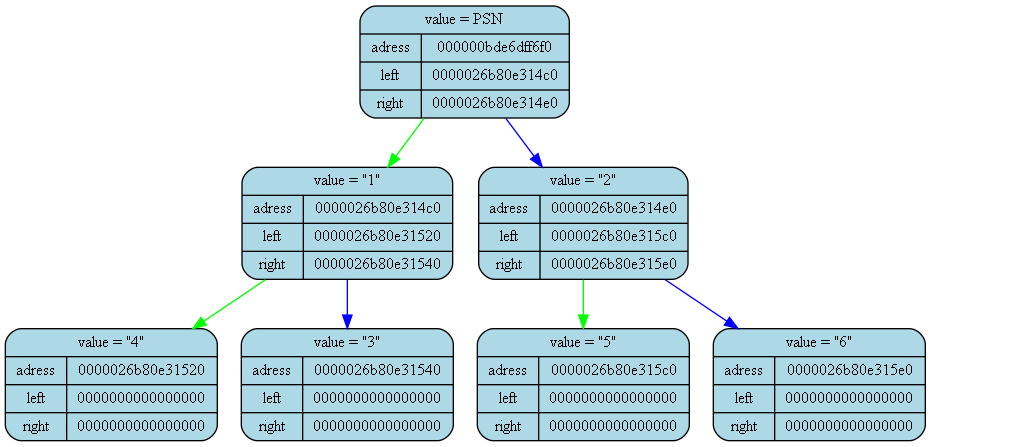 value = PSN
adress 000000bde6dff6f0
left 0000026b80e314c0
right 0000026b80e314e0
value = "1"
adress 0000026b80e314c0
left 0000026b80e31520
right 0000026b80e31540
value = "2"
adress 0000026b80e314e0
left 0000026b80e315c0
right 0000026b80e315e0
value = "4"
adress 0000026b80e31520
left 0000000000000000
right 0000000000000000
value = "3"
adress 0000026b80e31540
left 0000000000000000
right 0000000000000000
value = "5"
adress 0000026b80e315c0
left 0000000000000000
right 0000000000000000
value = "6"
adress 0000026b80e315e0
left 0000000000000000
right 0000000000000000